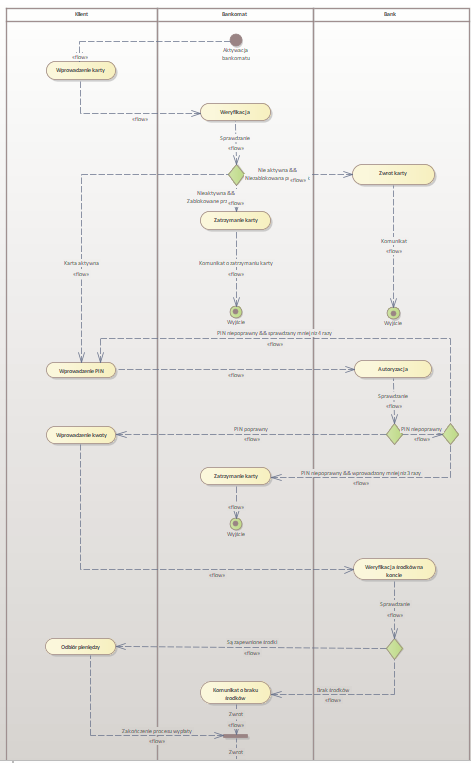 Klient
Bankomat
Bank
Aktywacja
bankomatu
«flow»
Wprowadzenie karty
Weryfikacja
«flow»
Sprawdzanie
«flow»
Nie aktywna &&
Niezablokowana p
«flow»
Zwrot karty
Nieaktywna &&
Zablokowane prz
«flow»
Zatrzymanie karty
Komunikat
«flow»
Karta aktywna
«flow»
Komunikat o zatrzymaniu karty
«flow»
Wyjście
Wyjście
PIN niepoprawny && sprawdzany mniej niż 4 razy
«flow»
Wprowadzenie PIN
«flow»
Autoryzacja
Sprawdzanie
«flow»
Wprowadzenie kwoty
PIN poprawny
«flow»
PIN niepoprawny
«flow»
Zatrzymanie karty
PIN niepoprawny && wprowadzony mniej niż 3 razy
«flow»
«flow»
Wyjście
«flow»
Weryfikacja środków na
koncie
Sprawdzanie
«flow»
Odbiór pieniędzy
Są zapewnione środki
«flow»
Komunikat o braku
środków
Brak środków
«flow»
Zwrot
«flow»
Zakończenie procesu wypłaty
«flow»
Zwrot